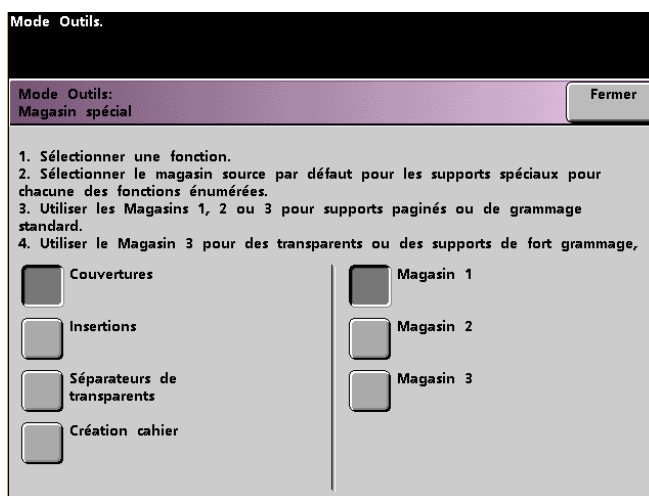 Mode Outils.
Mode Outils:
Magasin spécial
Fermer
1. Sélectionner une fonction.
2. Sélectionner le magasin source par défaut pour les supports spéciaux pour
chacune des fonctions énumérées.
3. Utiliser les Magasins 1, 2 ou 3 pour supports paginés ou de grammage
standard.
4. Utiliser le Magasin 3 pour des transparents ou des supports de fort grammage,
Couvertures
Insertions
Séparateurs de
transparents
Création cahier
Magasin 1
Magasin 2
Magasin 3